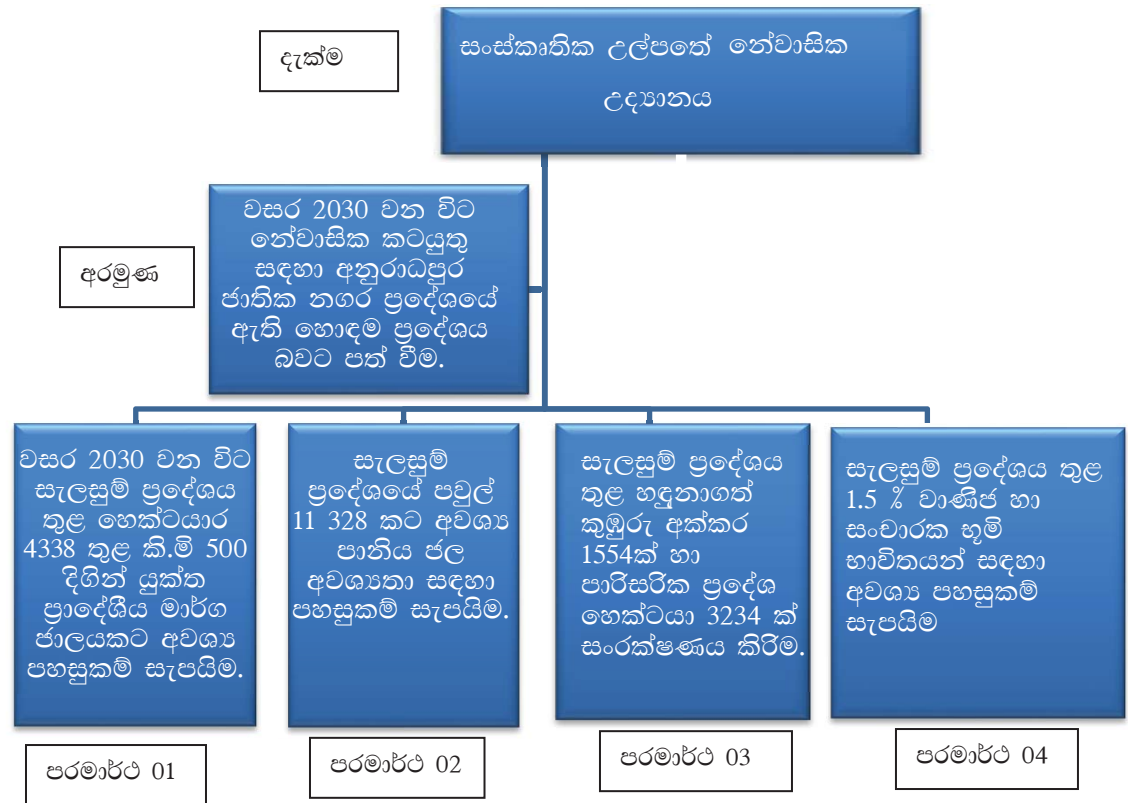 දැක්ම
සංස්කෘතික උල්පතේ නේවාසික
උද්‍යානය
අරමුණ
වසර 2030 වන විට
නේවාසික කටයුතු
සඳහා අනුරාධපුර
ජාතික නගර ප්‍රදේශයේ
ඇති හොඳම ප්‍රදේශය
බවට පත් වීම.
වසර 2030 වන විට
සැලසුම් ප්‍රදේශය
තුළ හෙක්ටයාර
4338 තුළ කි.මි 500
දිගින් යුක්ත
ප්‍රාදේශීය මාර්ග
ජාලයකට අවශ්‍ය
පහසුකම් සැපයිම.
පරමාර්ථ 01
සැලසුම්
ප්‍රදේශයේ පවුල්
11 328 කට අවශ්‍ය
පානිය ජල
අවශ්‍යතා සඳහා
පහසුකම් සැපයිම.
පරමාර්ථ 02
සැලසුම් ප්‍රදේශය
තුළ හඳුනාගත්
කුඹුරු අක්කර
1554ක් හා
පාරිසරික ප්‍රදේශ
හෙක්ටයා 3234 ක්
සංරක්ෂණය කිරිම.
පරමාර්ථ 03
සැලසුම් ප්‍රදේශය තුළ
1.5 % වාණිජ හා
සංචාරක භූමි
භාවිතයන් සඳහා
අවශ්‍ය පහසුකම්
සැපයිම
පරමාර්ථ 04